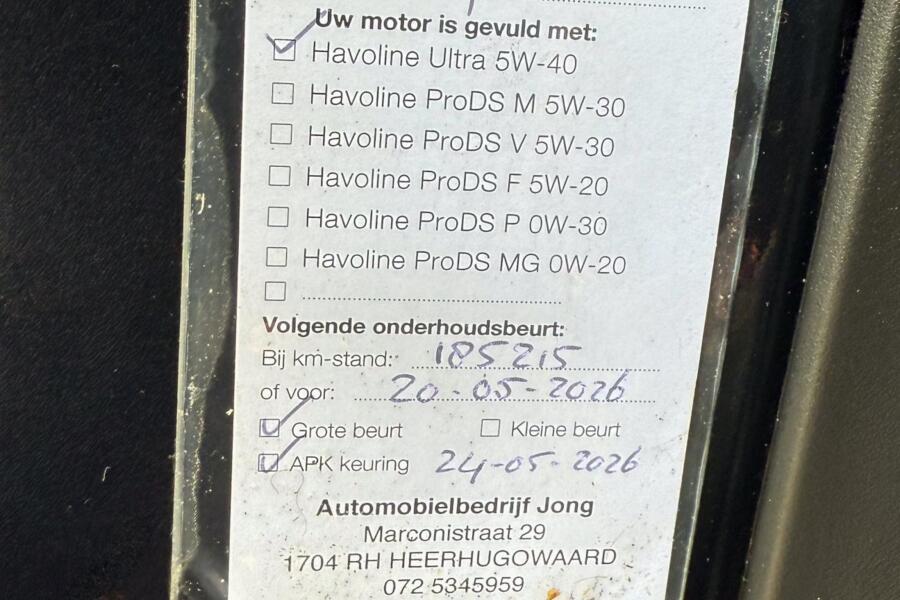 Uw motor is gevuld met:
Havoline Ultra 5W-40
Havoline ProDS M 5W-30
Havoline ProDS V 5W-30
Havoline ProDS F 5W-20
Havoline ProDS P 0W-30
Havoline ProDS MG 0W-20
Volgende onderhoudsbeurt:
Bij km-stand: 185215
of voor: 20-05-2026
Grote beurt Kleine beurt
APK keuring 24-05-2026
Automobielbedrijf Jong
Marconistraat 29
1704 RH HEERHUGOWAARD
072 5345959